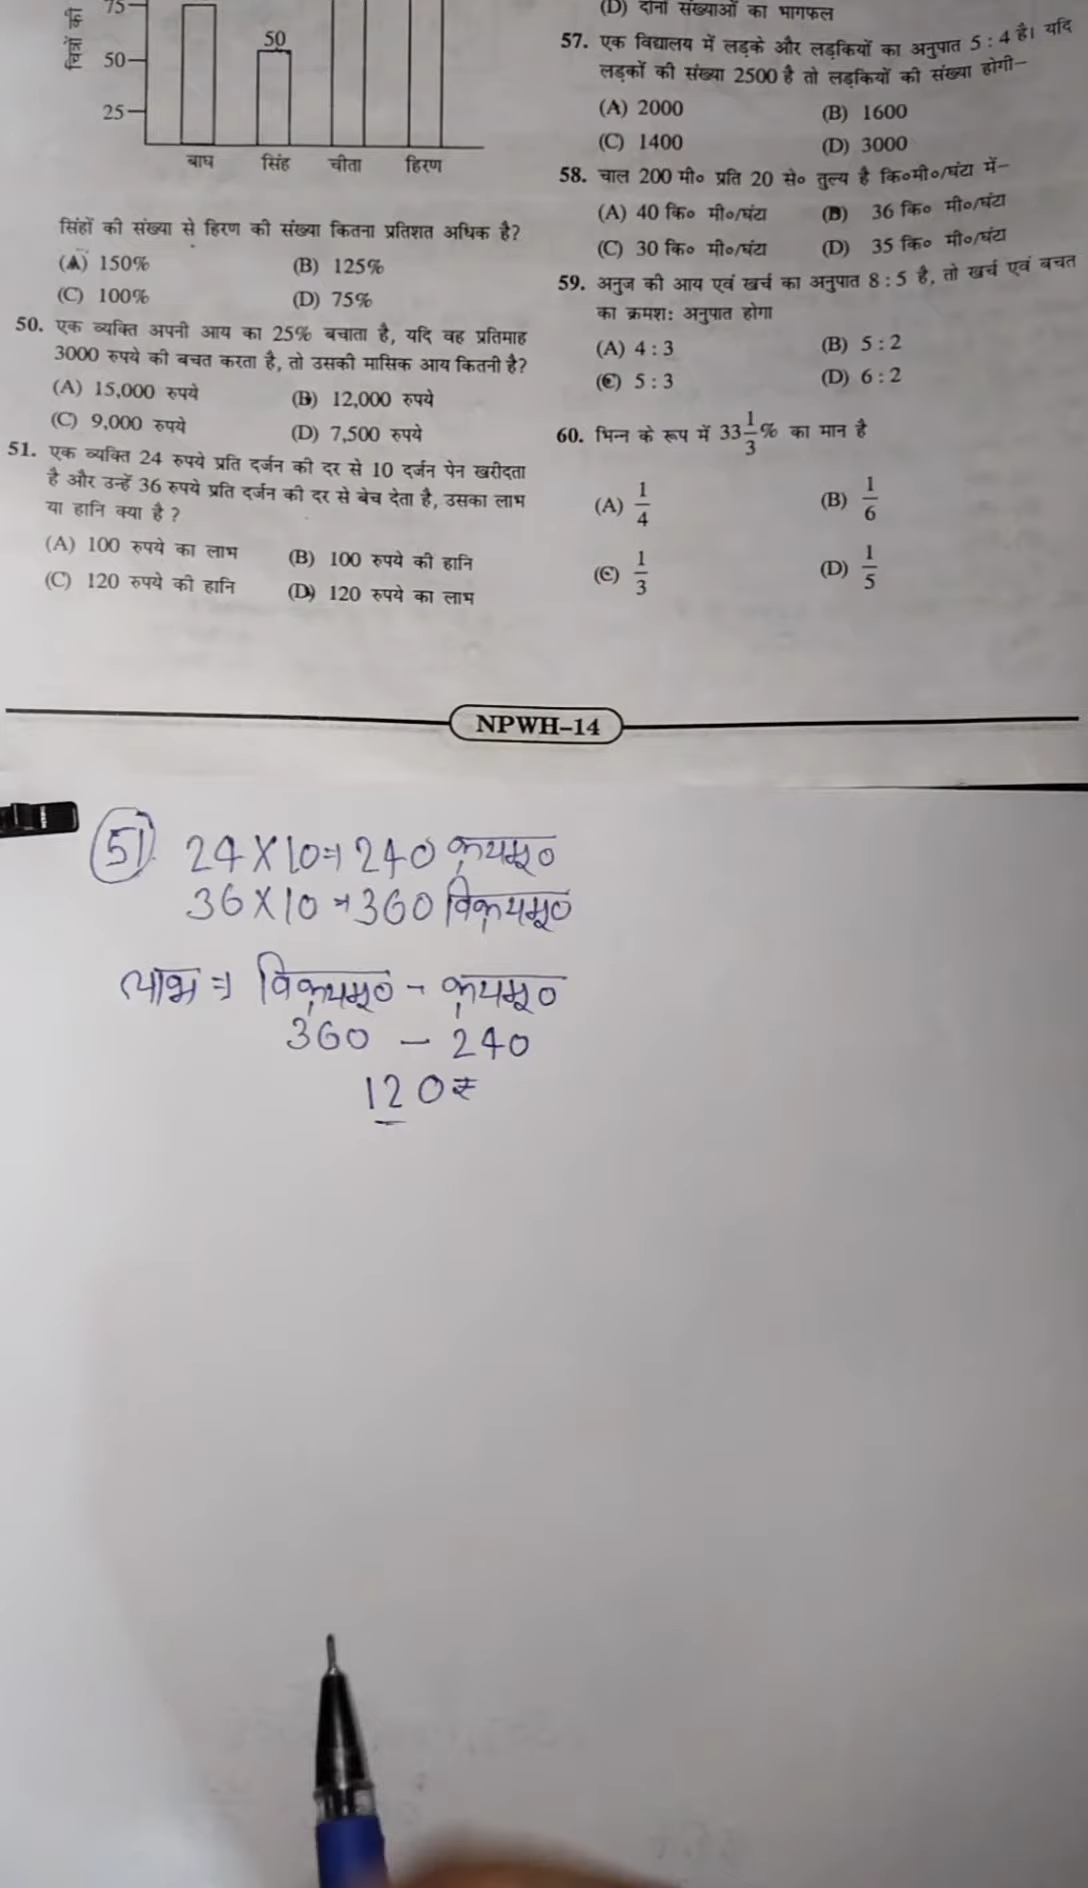 चित्रों की
75
50
25
50
बाघ सिंह चीता हिरण
सिंहों की संख्या से हिरण की संख्या कितना प्रतिशत अधिक है?
(A) 150% (B) 125%
(C) 100% (D) 75%
50. एक व्यक्ति अपनी आय का 25% बचाता है, यदि वह प्रतिमाह
3000 रुपये की बचत करता है, तो उसकी मासिक आय कितनी है?
(A) 15,000 रुपये (B) 12,000 रुपये
(C) 9,000 रुपये (D) 7,500 रुपये
51. एक व्यक्ति 24 रुपये प्रति दर्जन की दर से 10 दर्जन पेन खरीदता
है और उन्हें 36 रुपये प्रति दर्जन की दर से बेच देता है, उसका लाभ
या हानि क्या है ?
(A) 100 रुपये का लाभ (B) 100 रुपये की हानि
(C) 120 रुपये की हानि (D) 120 रुपये का लाभ
(D) दोनों संख्याओं का भागफल
57. एक विद्यालय में लड़के और लड़कियों का अनुपात 5 : 4 है। यदि
लड़कों की संख्या 2500 है तो लड़कियों की संख्या होगी–
(A) 2000 (B) 1600
(C) 1400 (D) 3000
58. चाल 200 मी० प्रति 20 से० तुल्य है कि०मी०/घंटा में–
(A) 40 कि० मी०/घंटा (B) 36 कि० मी०/घंटा
(C) 30 कि० मी०/घंटा (D) 35 कि० मी०/घंटा
59. अनुज की आय एवं खर्च का अनुपात 8 : 5 है, तो खर्च एवं बचत
का क्रमश: अनुपात होगा
(A) 4 : 3 (B) 5 : 2
(C) 5 : 3 (D) 6 : 2
60. भिन्न के रूप में 33 1/3 % का मान है
(A) 1/4 (B) 1/6
(C) 1/3 (D) 1/5
NPWH–14
51. 24 X 10 ⇒ 240 क्रयमू०
36 X 10 ⇒ 360 विक्रयमू०
लाभ ⇒ विक्रयमू० - क्रयमू०
360 - 240
120₹